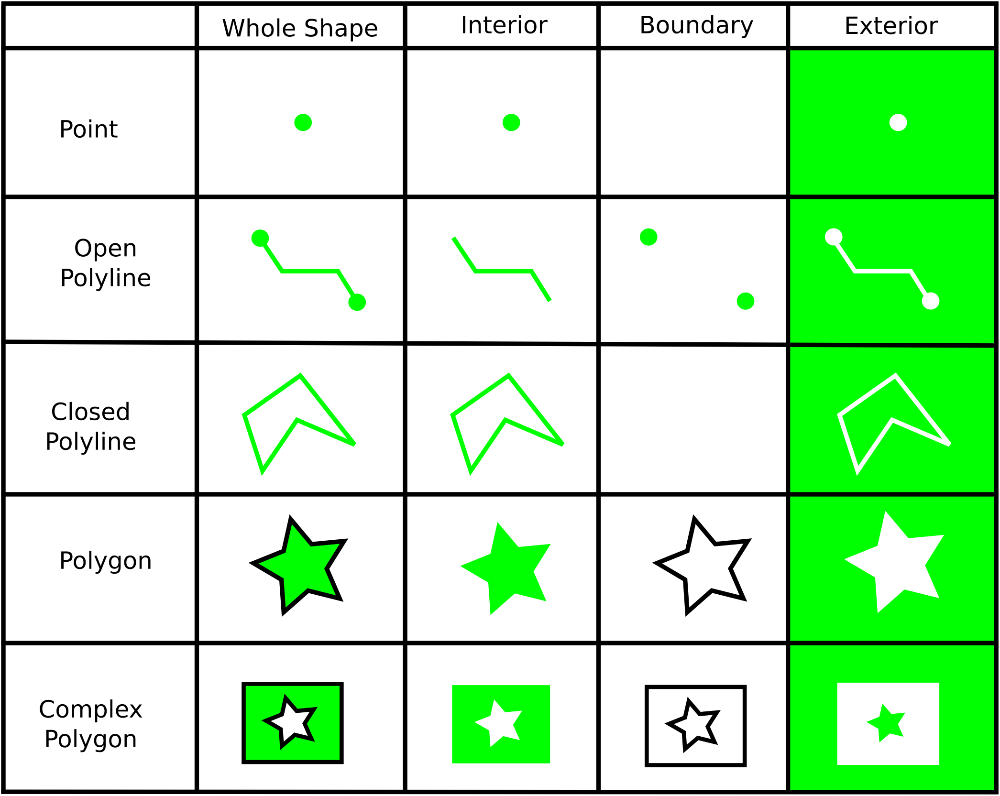 Whole Shape
Interior
Boundary
Exterior
Point
Open
Polyline
Closed
Polyline
Polygon
Complex
Polygon